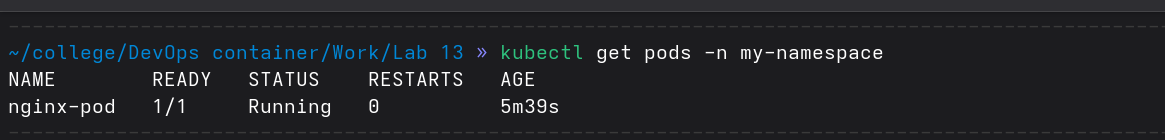 ~/college/DevOps container/Work/Lab 13 » kubectl get pods -n my-namespace
NAME        READY   STATUS    RESTARTS   AGE
nginx-pod   1/1     Running   0          5m39s